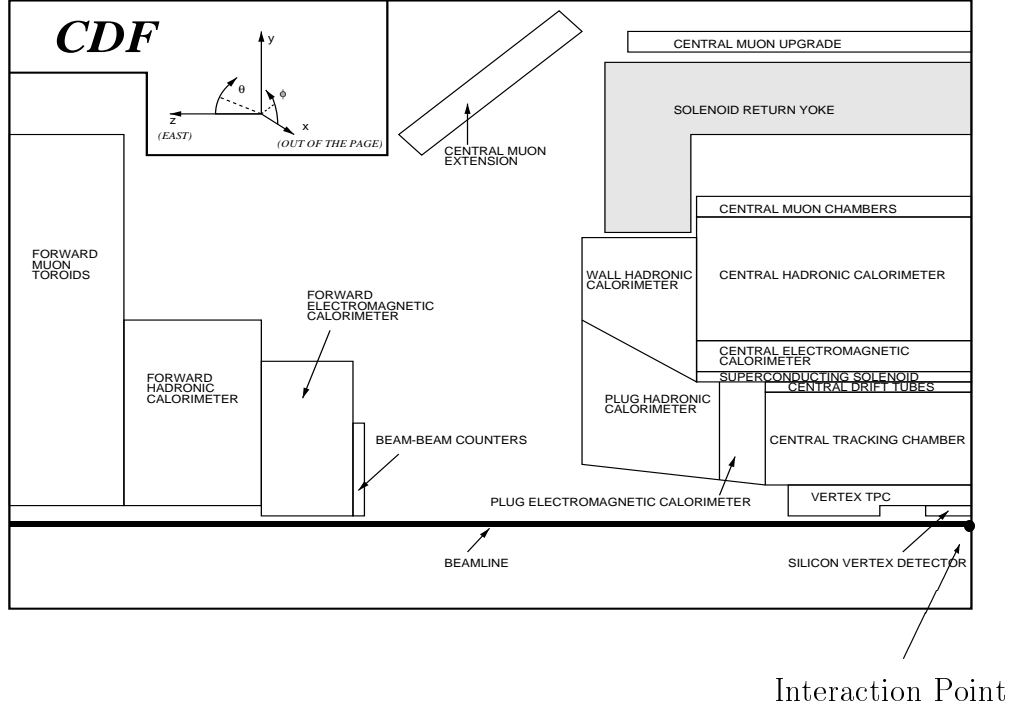 CDF
y
θ
φ
z
x
(EAST)
(OUT OF THE PAGE)
CENTRAL MUON UPGRADE
SOLENOID RETURN YOKE
CENTRAL MUON
EXTENSION
CENTRAL MUON CHAMBERS
FORWARD
MUON
TOROIDS
WALL HADRONIC
CALORIMETER
CENTRAL HADRONIC CALORIMETER
FORWARD
ELECTROMAGNETIC
CALORIMETER
CENTRAL ELECTROMAGNETIC
CALORIMETER
SUPERCONDUCTING SOLENOID
CENTRAL DRIFT TUBES
FORWARD
HADRONIC
CALORIMETER
PLUG HADRONIC
CALORIMETER
BEAM-BEAM COUNTERS
CENTRAL TRACKING CHAMBER
PLUG ELECTROMAGNETIC CALORIMETER
VERTEX TPC
BEAMLINE
SILICON VERTEX DETECTOR
Interaction Point